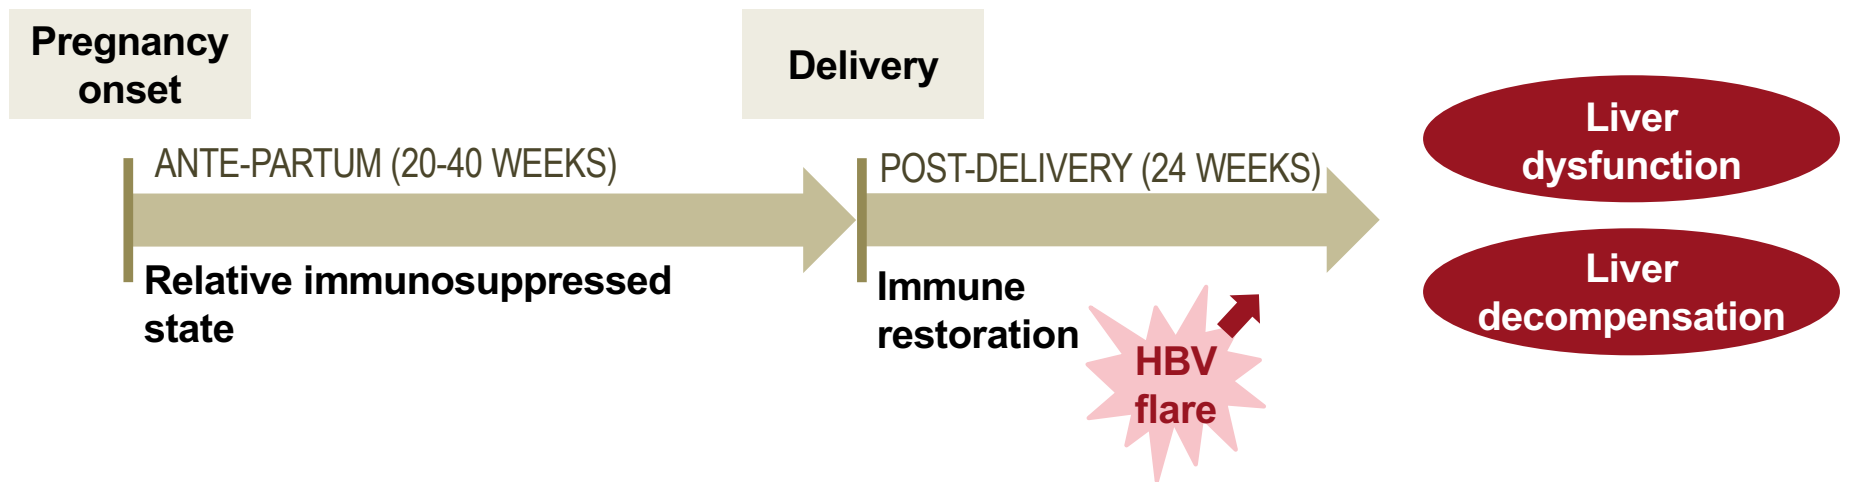 Pregnancy
onset
Delivery
ANTE-PARTUM (20-40 WEEKS)
POST-DELIVERY (24 WEEKS)
Relative immunosuppressed
state
Immune
restoration
HBV
flare
Liver
dysfunction
Liver
decompensation